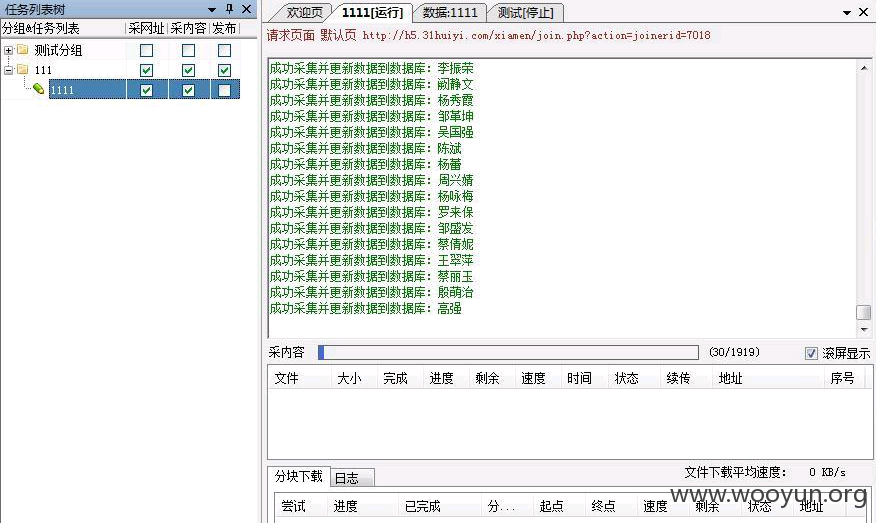 任务列表树
欢迎页 1111[运行] 数据:1111 测试[停止]
分组&任务列表 采网址 采内容 发布
测试分组
111
1111
请求页面 默认页 http://h5.31huiyi.com/xiamen/join.php?action=joinerid=7018
成功采集并更新数据到数据库: 李振荣
成功采集并更新数据到数据库: 阙静文
成功采集并更新数据到数据库: 杨秀霞
成功采集并更新数据到数据库: 邹革坤
成功采集并更新数据到数据库: 吴国强
成功采集并更新数据到数据库: 陈斌
成功采集并更新数据到数据库: 杨蕾
成功采集并更新数据到数据库: 周兴婧
成功采集并更新数据到数据库: 杨咏梅
成功采集并更新数据到数据库: 罗来保
成功采集并更新数据到数据库: 邹盛发
成功采集并更新数据到数据库: 蔡倩妮
成功采集并更新数据到数据库: 王翠萍
成功采集并更新数据到数据库: 蔡丽玉
成功采集并更新数据到数据库: 殷萌治
成功采集并更新数据到数据库: 高强
采内容 (30/1919) 滚屏显示
文件 大小 完成 进度 剩余 速度 时间 状态 续传 地址 序号
分块下载 日志 文件下载平均速度: 0 KB/s
www.wooyun.org
尝试 进度 已完成 分... 起点 终点 速度 剩余 状态 地址